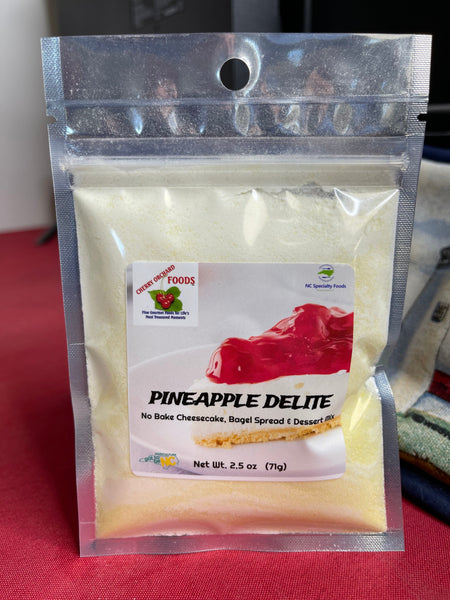 CHERRY ORCHARD
FOODS
Fine Gourmet Foods for Life's
Most Treasured Moments
NC Specialty Foods
PINEAPPLE DELITE
No Bake Cheesecake, Bagel Spread & Dessert Mix
Net Wt. 2.5 oz (71g)